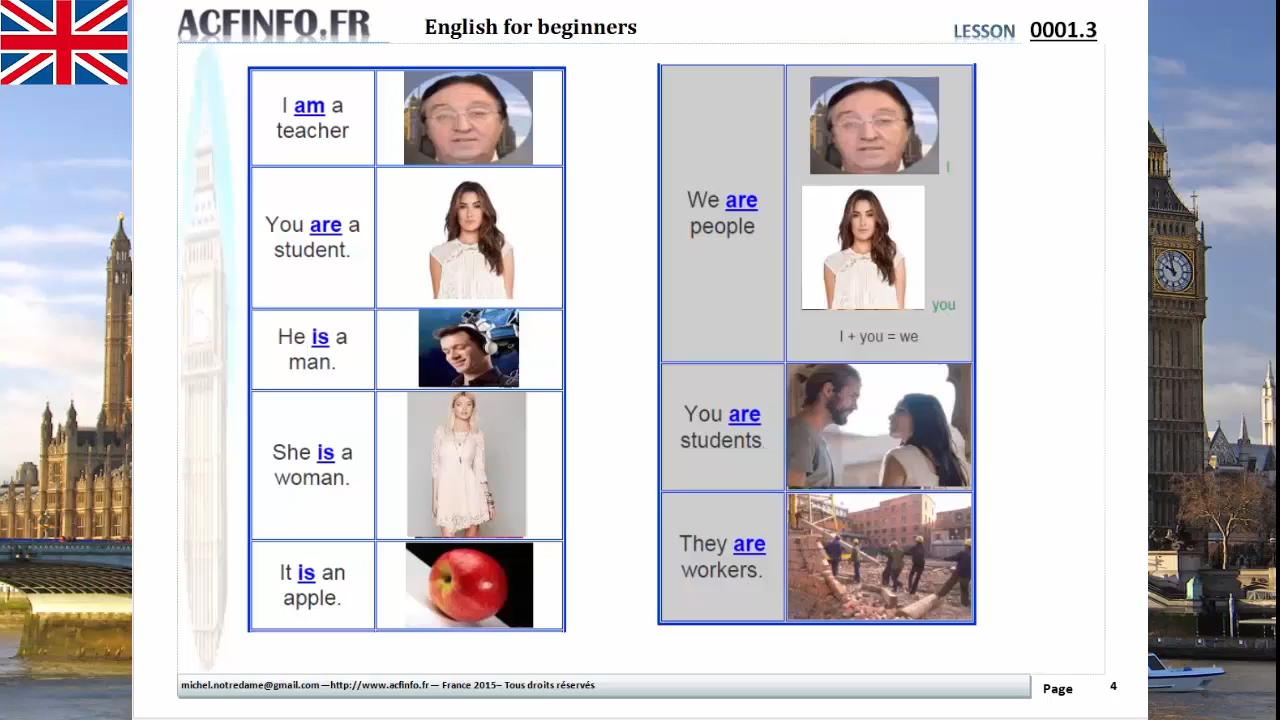 ACFINFO.FR
English for beginners
LESSON 0001.3
I am a
teacher
You are a
student.
He is a
man.
She is a
woman.
It is an
apple.
We are
people
I
you
I + you = we
You are
students.
They are
workers.
michel.notredame@gmail.com —http://www.acfinfo.fr — France 2015– Tous droits réservés
Page 4